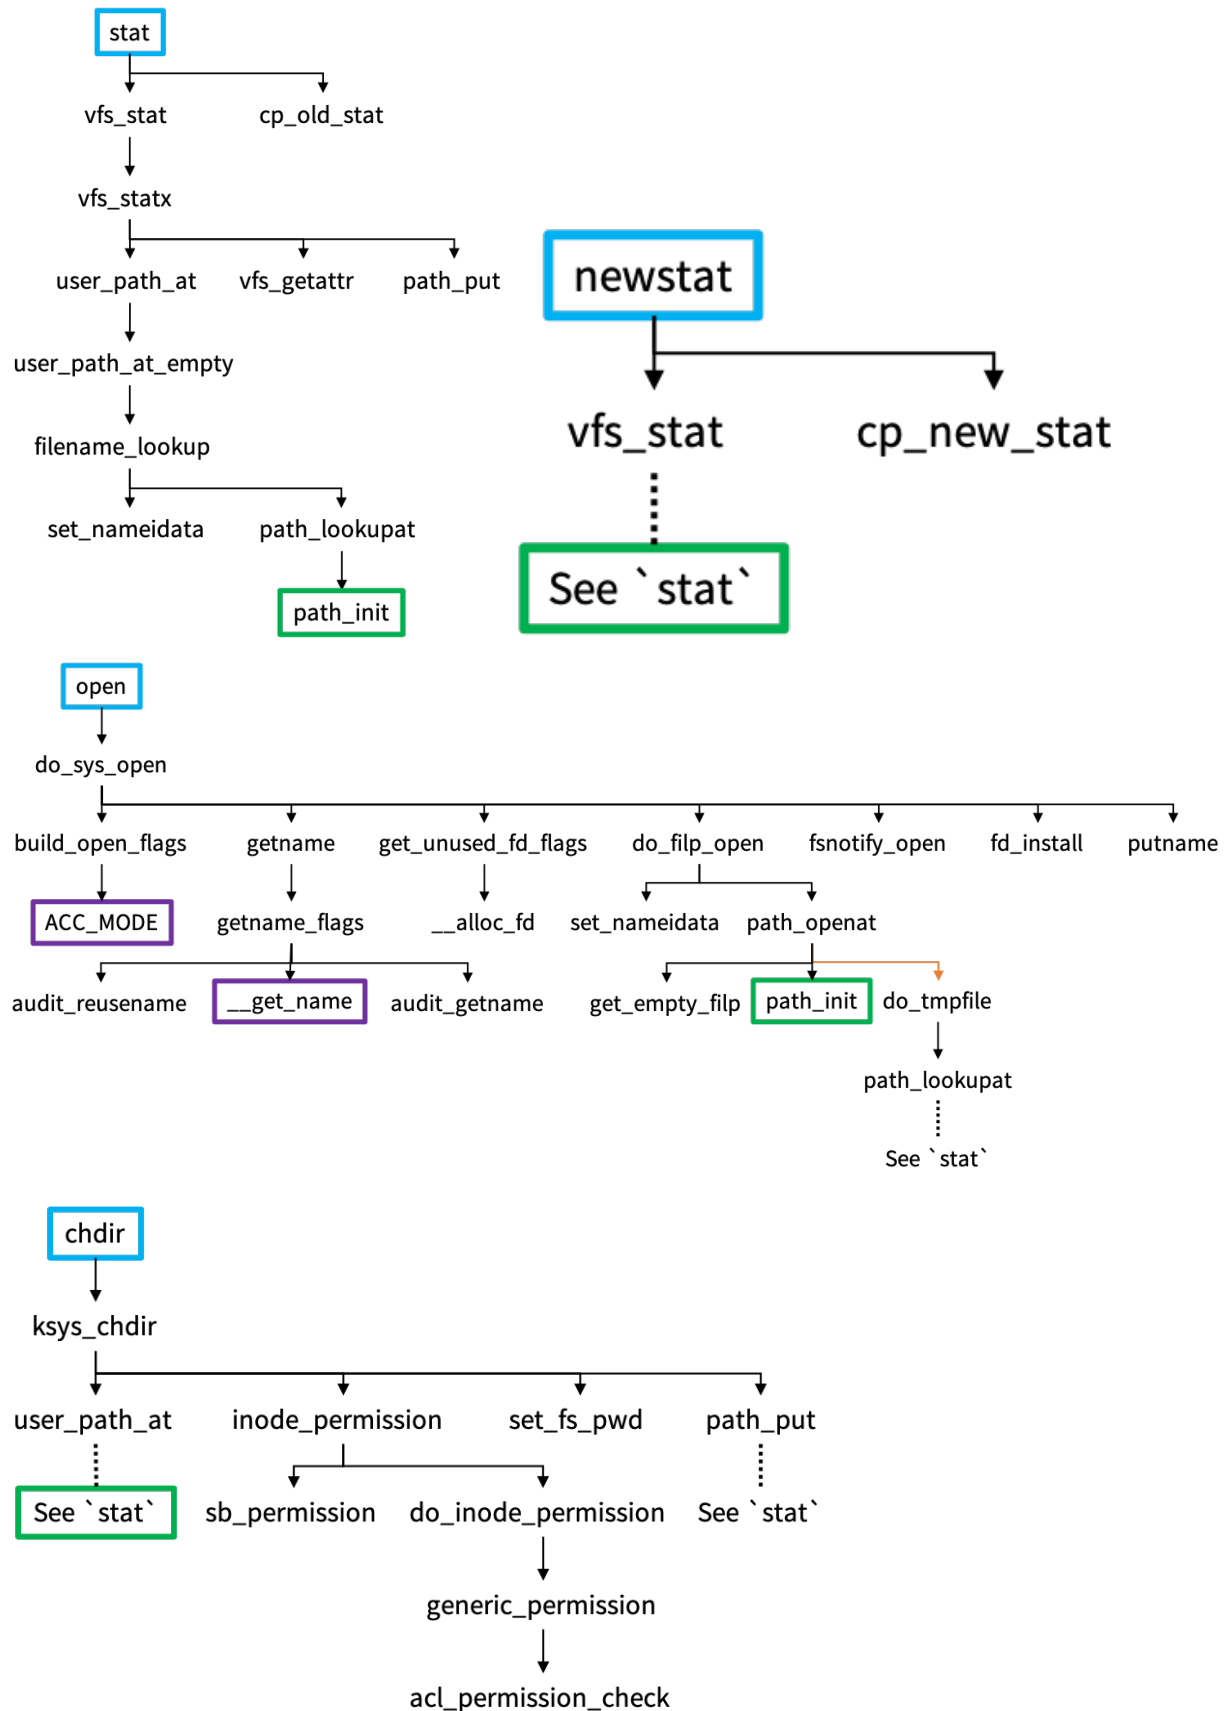 stat
vfs_stat cp_old_stat
vfs_statx
user_path_at vfs_getattr path_put
user_path_at_empty
filename_lookup
set_nameidata path_lookupat
path_init
newstat
vfs_stat cp_new_stat
See `stat`
open
do_sys_open
build_open_flags getname get_unused_fd_flags do_filp_open fsnotify_open fd_install putname
ACC_MODE getname_flags __alloc_fd set_nameidata path_openat
audit_reusename __get_name audit_getname get_empty_filp path_init do_tmpfile
path_lookupat
See `stat`
chdir
ksys_chdir
user_path_at inode_permission set_fs_pwd path_put
See `stat` sb_permission do_inode_permission See `stat`
generic_permission
acl_permission_check